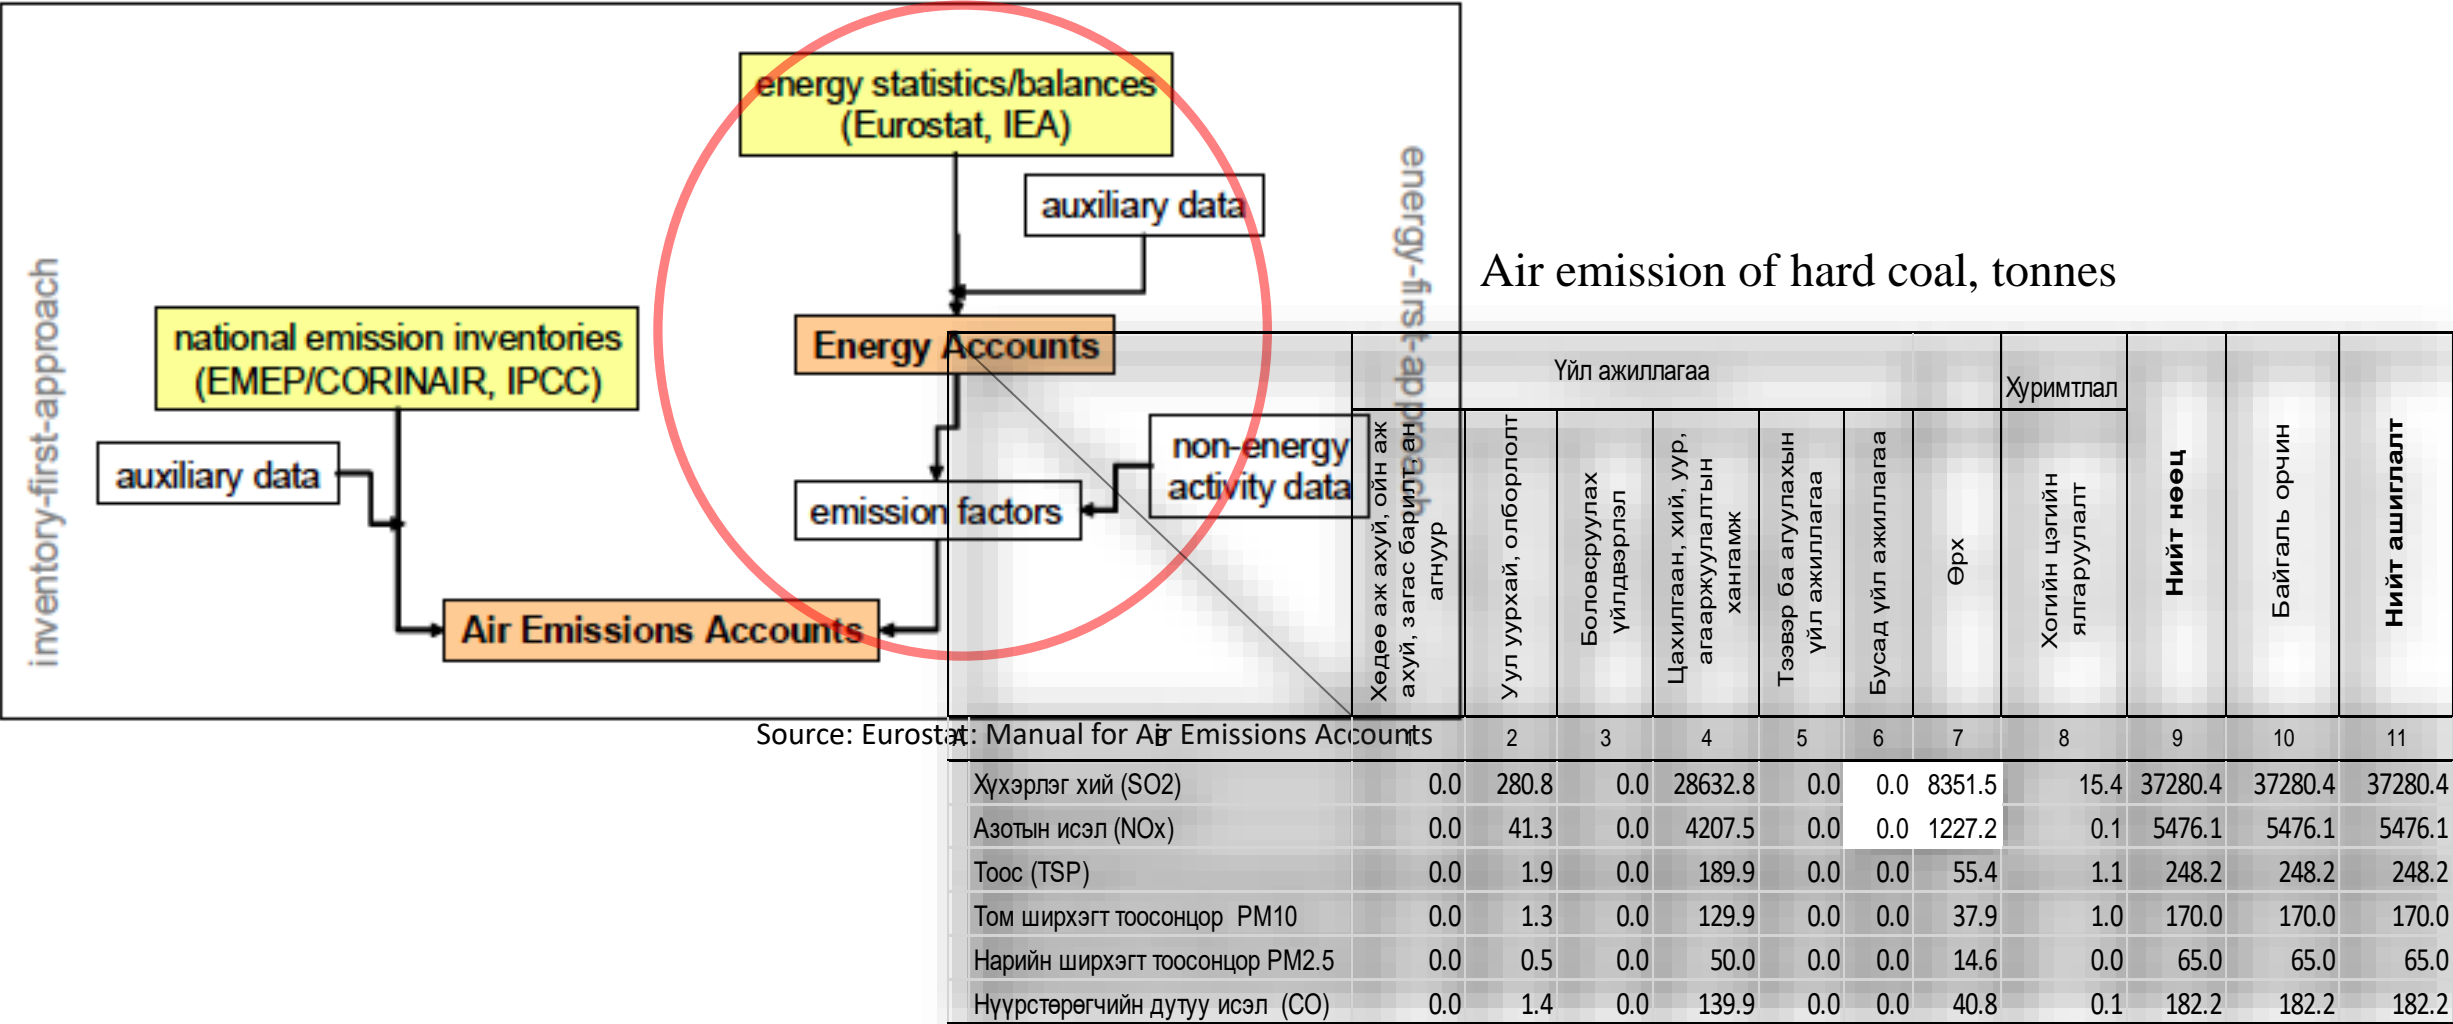 energy statistics/balances
(Eurostat, IEA)
auxiliary data
energy-first-approach
inventory-first-approach
national emission inventories
(EMEP/CORINAIR, IPCC)
Energy Accounts
auxiliary data
non-energy
activity data
emission factors
Air Emissions Accounts
Source: Eurostat: Manual for Air Emissions Accounts
Air emission of hard coal, tonnes
Үйл ажиллагаа
Хуримтлал
Хөдөө аж ахуй, ойн аж
ахуй, загас барилт, ан
агнуур
Уул уурхай, олборлолт
Боловсруулах
үйлдвэрлэл
Цахилгаан, хий, уур,
агааржуулалтын
хангамж
Тээвэр ба агуулахын
үйл ажиллагаа
Бусад үйл ажиллагаа
Өрх
Хогийн цэгийн
ялгаруулалт
Нийт нөөц
Байгаль орчин
Нийт ашиглалт
А В 1 2 3 4 5 6 7 8 9 10 11
Хүхэрлэг хий (SO2) 0.0 280.8 0.0 28632.8 0.0 0.0 8351.5 15.4 37280.4 37280.4 37280.4
Азотын исэл (NOx) 0.0 41.3 0.0 4207.5 0.0 0.0 1227.2 0.1 5476.1 5476.1 5476.1
Тоос (TSP) 0.0 1.9 0.0 189.9 0.0 0.0 55.4 1.1 248.2 248.2 248.2
Том ширхэгт тоосонцор PM10 0.0 1.3 0.0 129.9 0.0 0.0 37.9 1.0 170.0 170.0 170.0
Нарийн ширхэгт тоосонцор PM2.5 0.0 0.5 0.0 50.0 0.0 0.0 14.6 0.0 65.0 65.0 65.0
Нүүрстөрөгчийн дутуу исэл (CO) 0.0 1.4 0.0 139.9 0.0 0.0 40.8 0.1 182.2 182.2 182.2